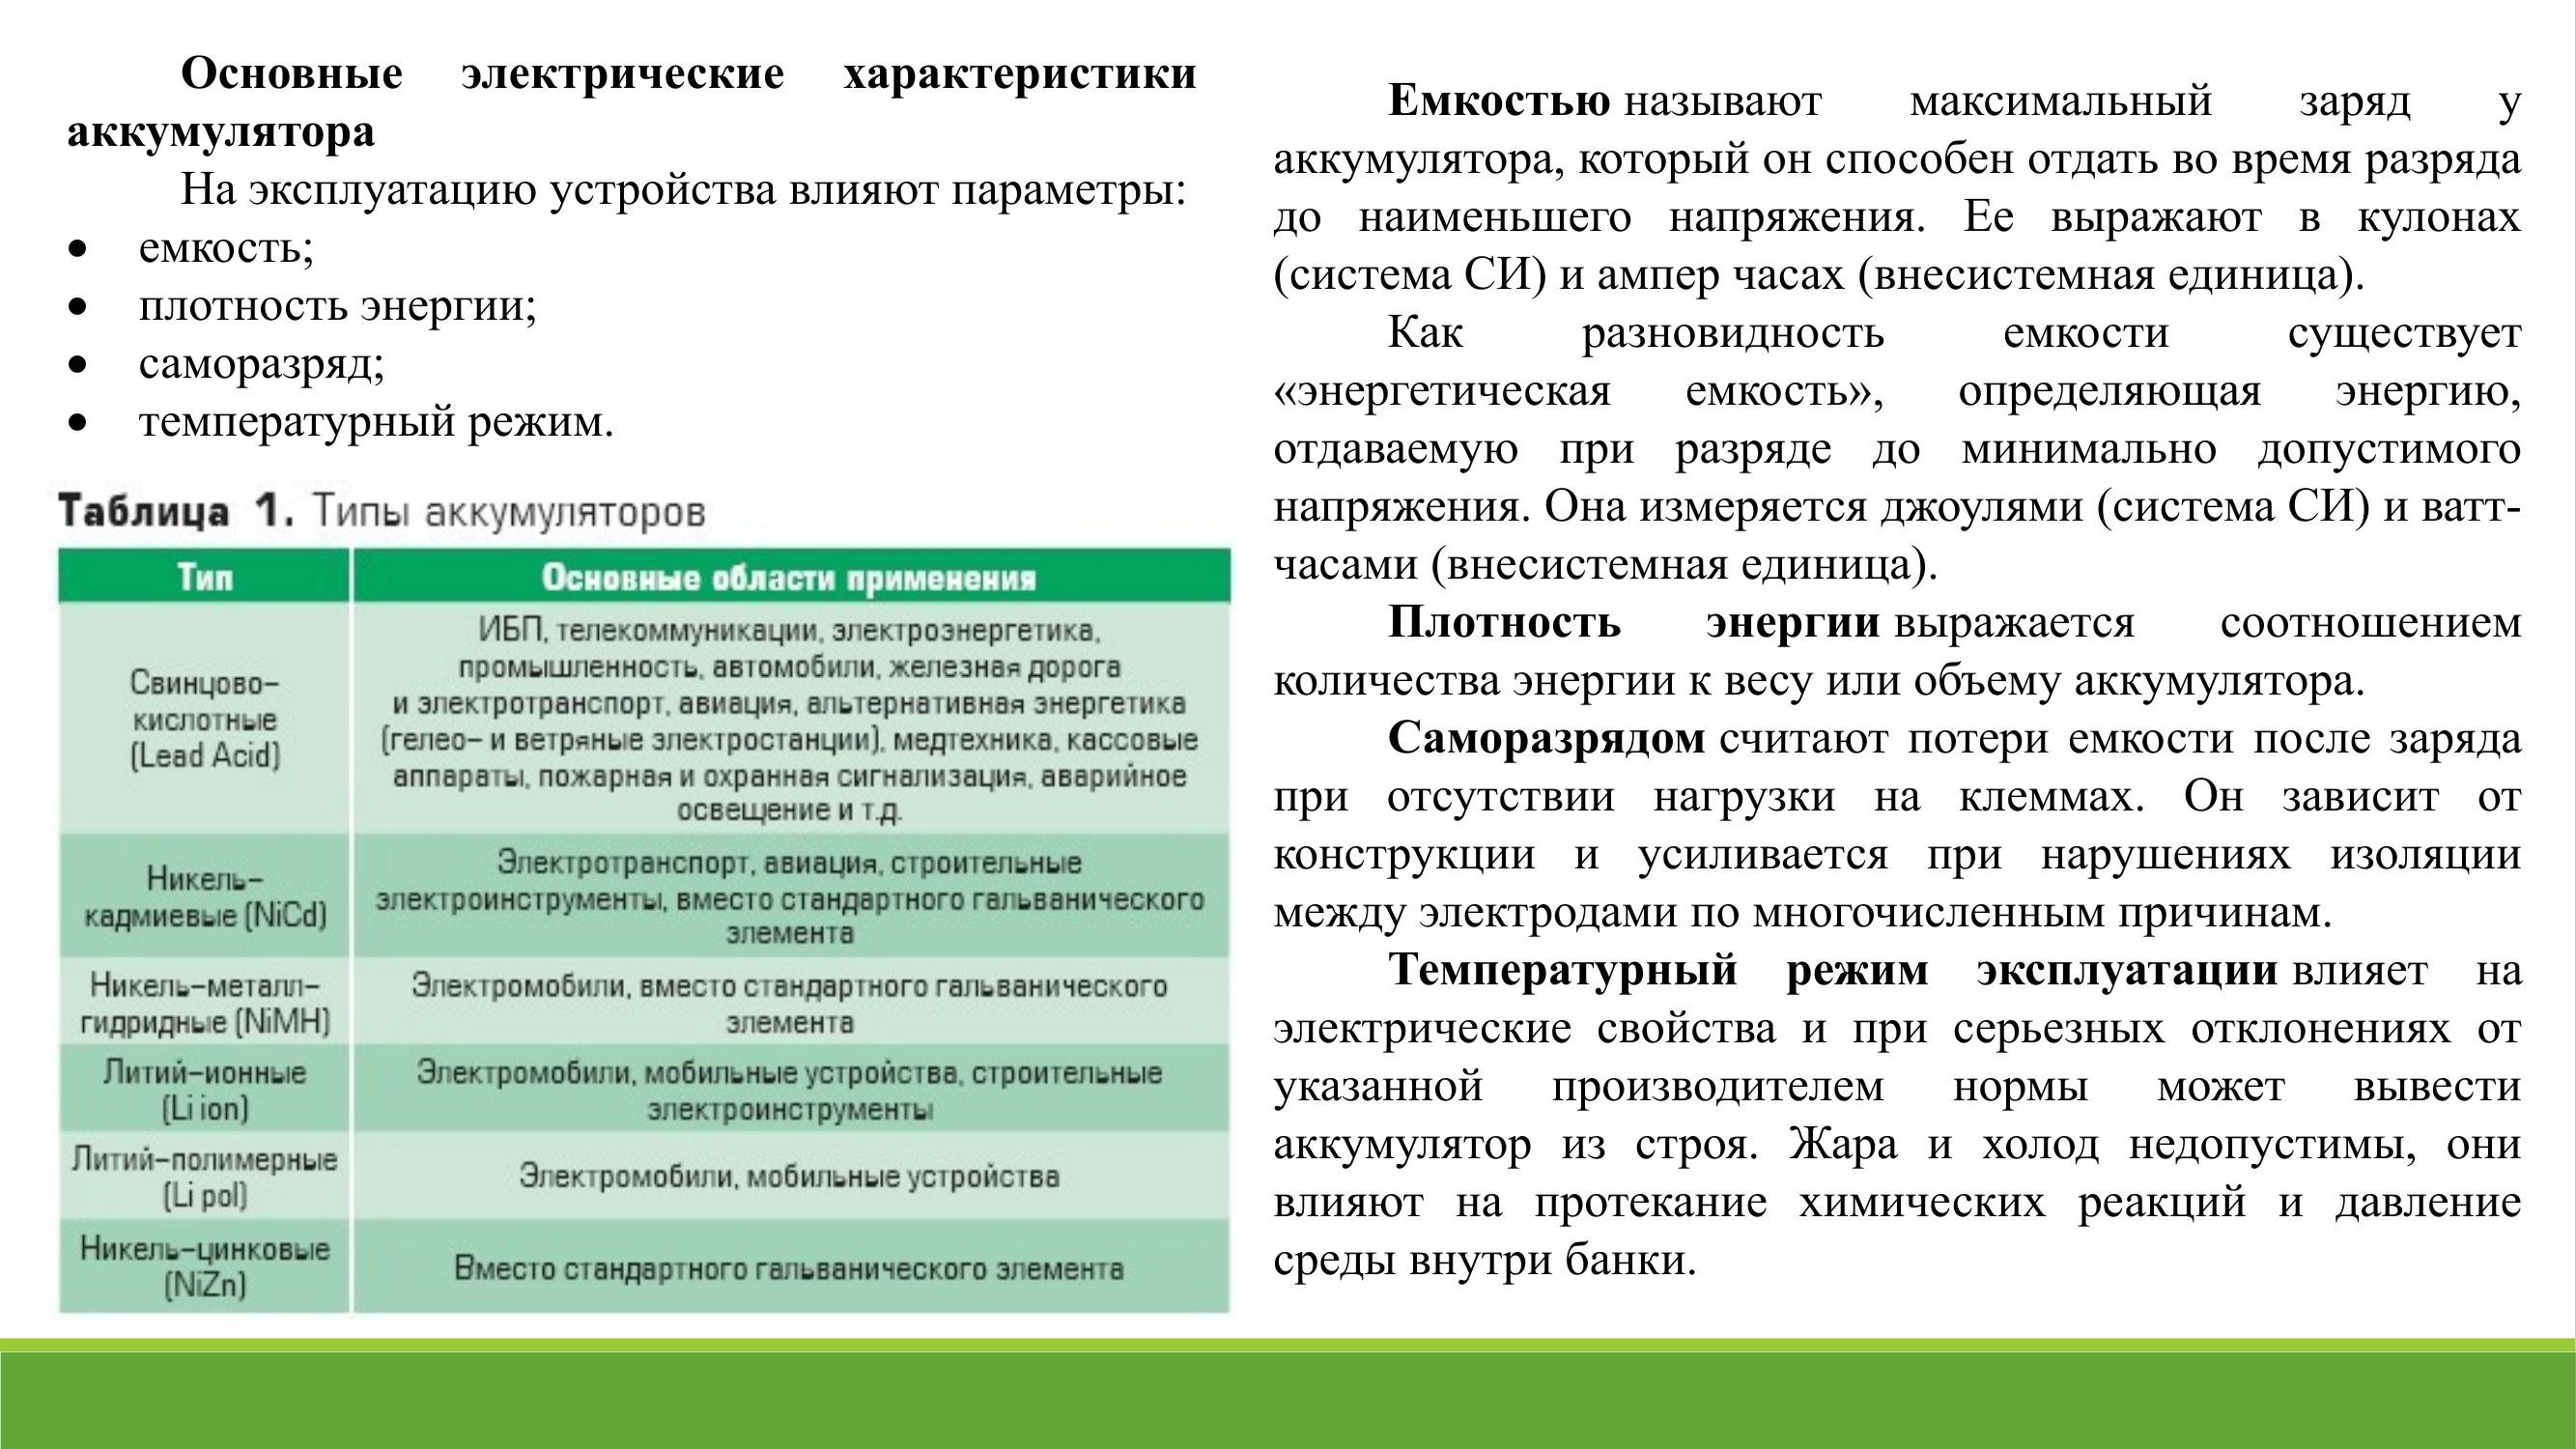 Основные электрические характеристики
аккумулятора
На эксплуатацию устройства влияют параметры:
• емкость;
• плотность энергии;
• саморазряд;
• температурный режим.
Таблица 1. Типы аккумуляторов
Тип
Основные области применения
Свинцово-
кислотные
(Lead Acid)
ИБП, телекоммуникации, электроэнергетика,
промышленность, автомобили, железная дорога
и электротранспорт, авиация, альтернативная энергетика
(гелео- и ветряные электростанции), медтехника, кассовые
аппараты, пожарная и охранная сигнализация, аварийное
освещение и т.д.
Никель-
кадмиевые (NiCd)
Электротранспорт, авиация, строительные
электроинструменты, вместо стандартного гальванического
элемента
Никель-металл-
гидридные (NiMH)
Электромобили, вместо стандартного гальванического
элемента
Литий-ионные
(Li ion)
Электромобили, мобильные устройства, строительные
электроинструменты
Литий-полимерные
(Li pol)
Электромобили, мобильные устройства
Никель-цинковые
(NiZn)
Вместо стандартного гальванического элемента
Емкостью называют максимальный заряд у
аккумулятора, который он способен отдать во время разряда
до наименьшего напряжения. Ее выражают в кулонах
(система СИ) и ампер часах (внесистемная единица).
Как разновидность емкости существует
«энергетическая емкость», определяющая энергию,
отдаваемую при разряде до минимально допустимого
напряжения. Она измеряется джоулями (система СИ) и ватт-
часами (внесистемная единица).
Плотность энергии выражается соотношением
количества энергии к весу или объему аккумулятора.
Саморазрядом считают потери емкости после заряда
при отсутствии нагрузки на клеммах. Он зависит от
конструкции и усиливается при нарушениях изоляции
между электродами по многочисленным причинам.
Температурный режим эксплуатации влияет на
электрические свойства и при серьезных отклонениях от
указанной производителем нормы может вывести
аккумулятор из строя. Жара и холод недопустимы, они
влияют на протекание химических реакций и давление
среды внутри банки.